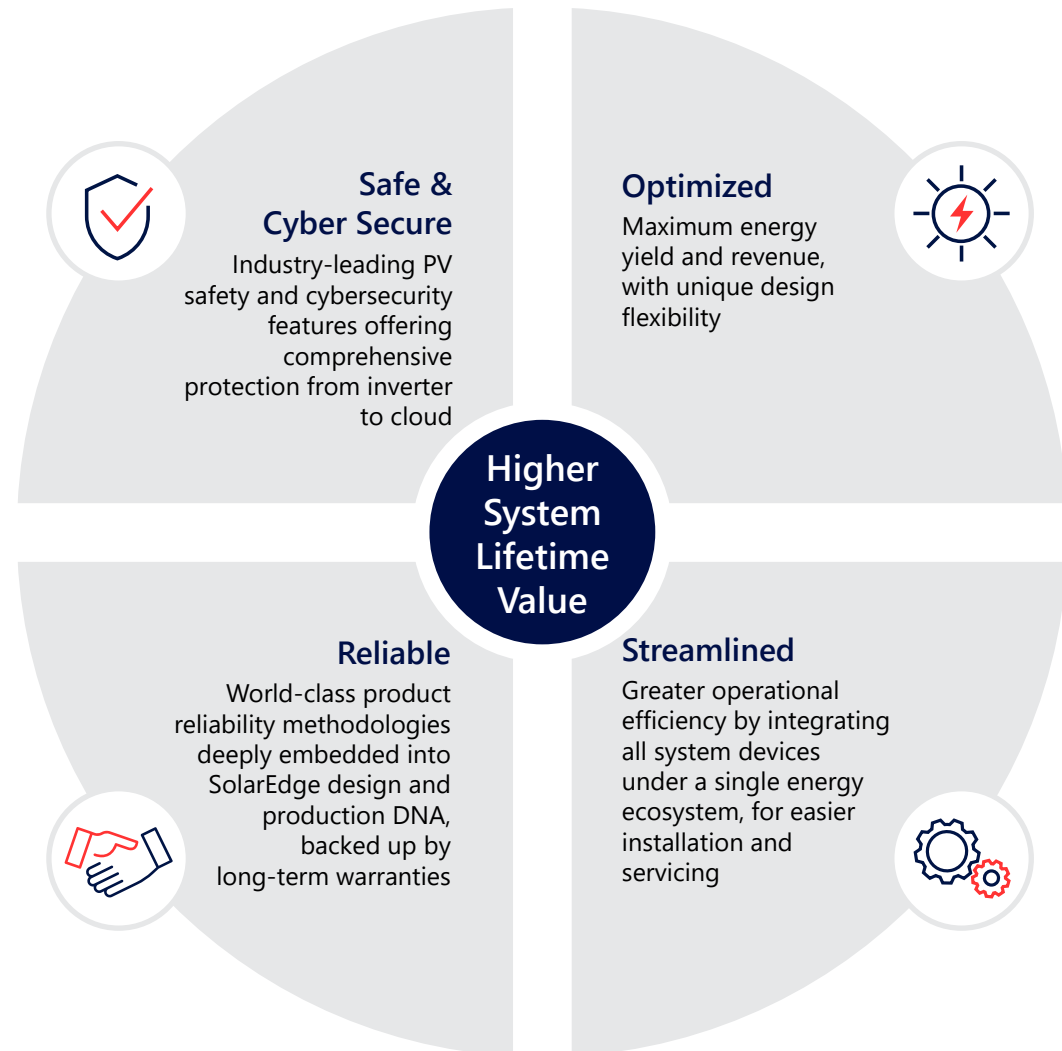 Safe &
Cyber Secure
Industry-leading PV
safety and cybersecurity
features offering
comprehensive
protection from inverter
to cloud
Optimized
Maximum energy
yield and revenue,
with unique design
flexibility
Higher
System
Lifetime
Value
Reliable
World-class product
reliability methodologies
deeply embedded into
SolarEdge design and
production DNA,
backed up by
long-term warranties
Streamlined
Greater operational
efficiency by integrating
all system devices
under a single energy
ecosystem, for easier
installation and
servicing